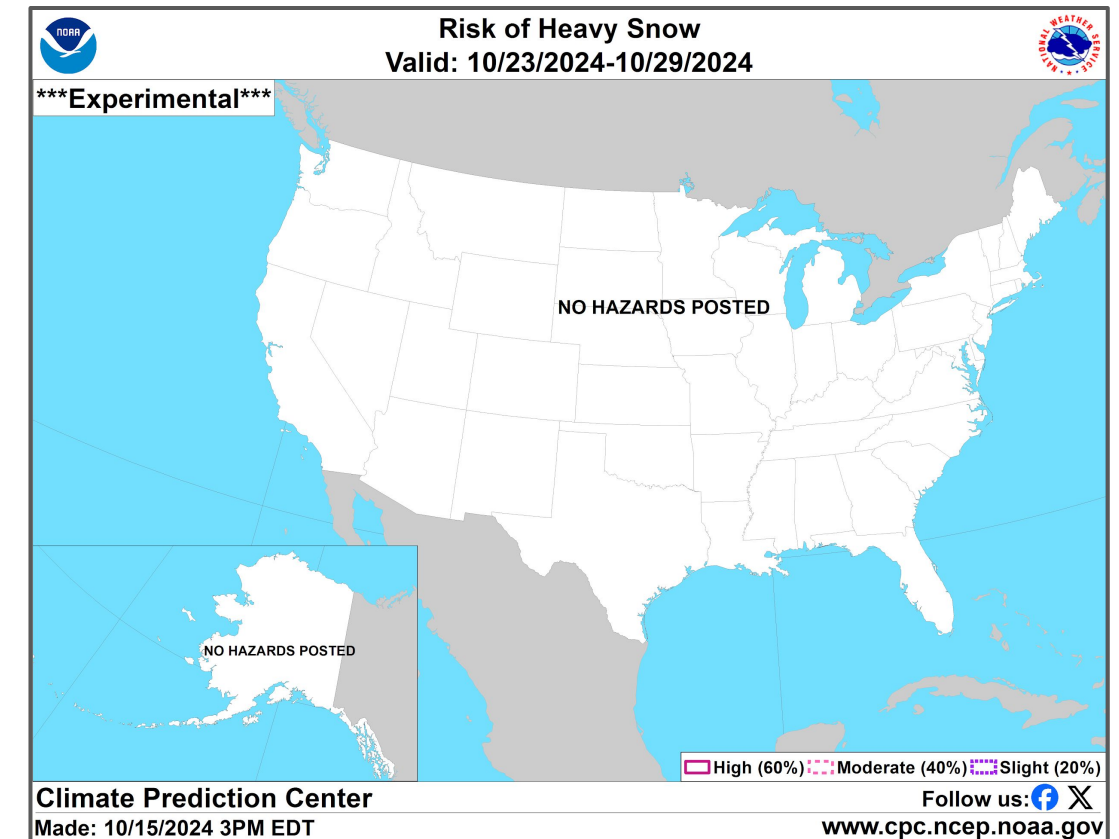 NOAA
Risk of Heavy Snow
Valid: 10/23/2024-10/29/2024
NATIONAL WEATHER SERVICE
***Experimental***
NO HAZARDS POSTED
NO HAZARDS POSTED
High (60%) Moderate (40%) Slight (20%)
Climate Prediction Center
Follow us:
Made: 10/15/2024 3PM EDT
www.cpc.ncep.noaa.gov